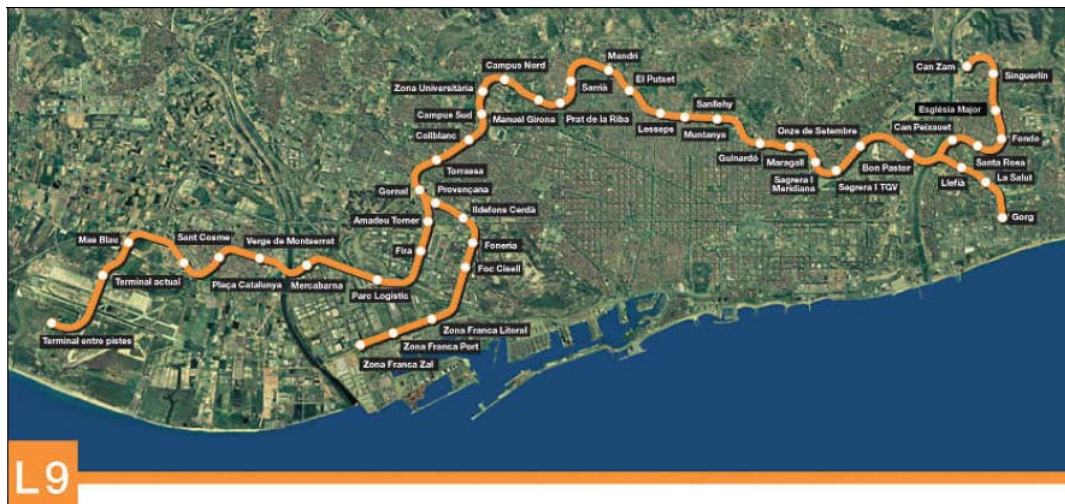 Mandri
Campus Nord
Can Zam
El Putxet
Singuerlín
Zona Universitària
Sarrià
Sanllehy
Església Major
Campus Sud
Manuel Girona
Prat de la Riba
Lesseps
Muntanya
Onze de Setembre
Can Peixauet
Fondo
Collblanc
Guinardó
Maragall
Bon Pastor
Santa Rosa
Torrassa
Sagrera I
Meridiana
Sagrera I TGV
Llefià
La Salut
Gornal
Provençana
Ildefons Cerdà
Gorg
Amadeu Torner
Mas Blau
Sant Cosme
Verge de Montserrat
Foneria
Fira
Foc Cisell
Terminal actual
Plaça Catalunya
Mercabarna
Parc Logístic
Zona Franca Litoral
Terminal entre pistes
Zona Franca Port
Zona Franca Zal
L9